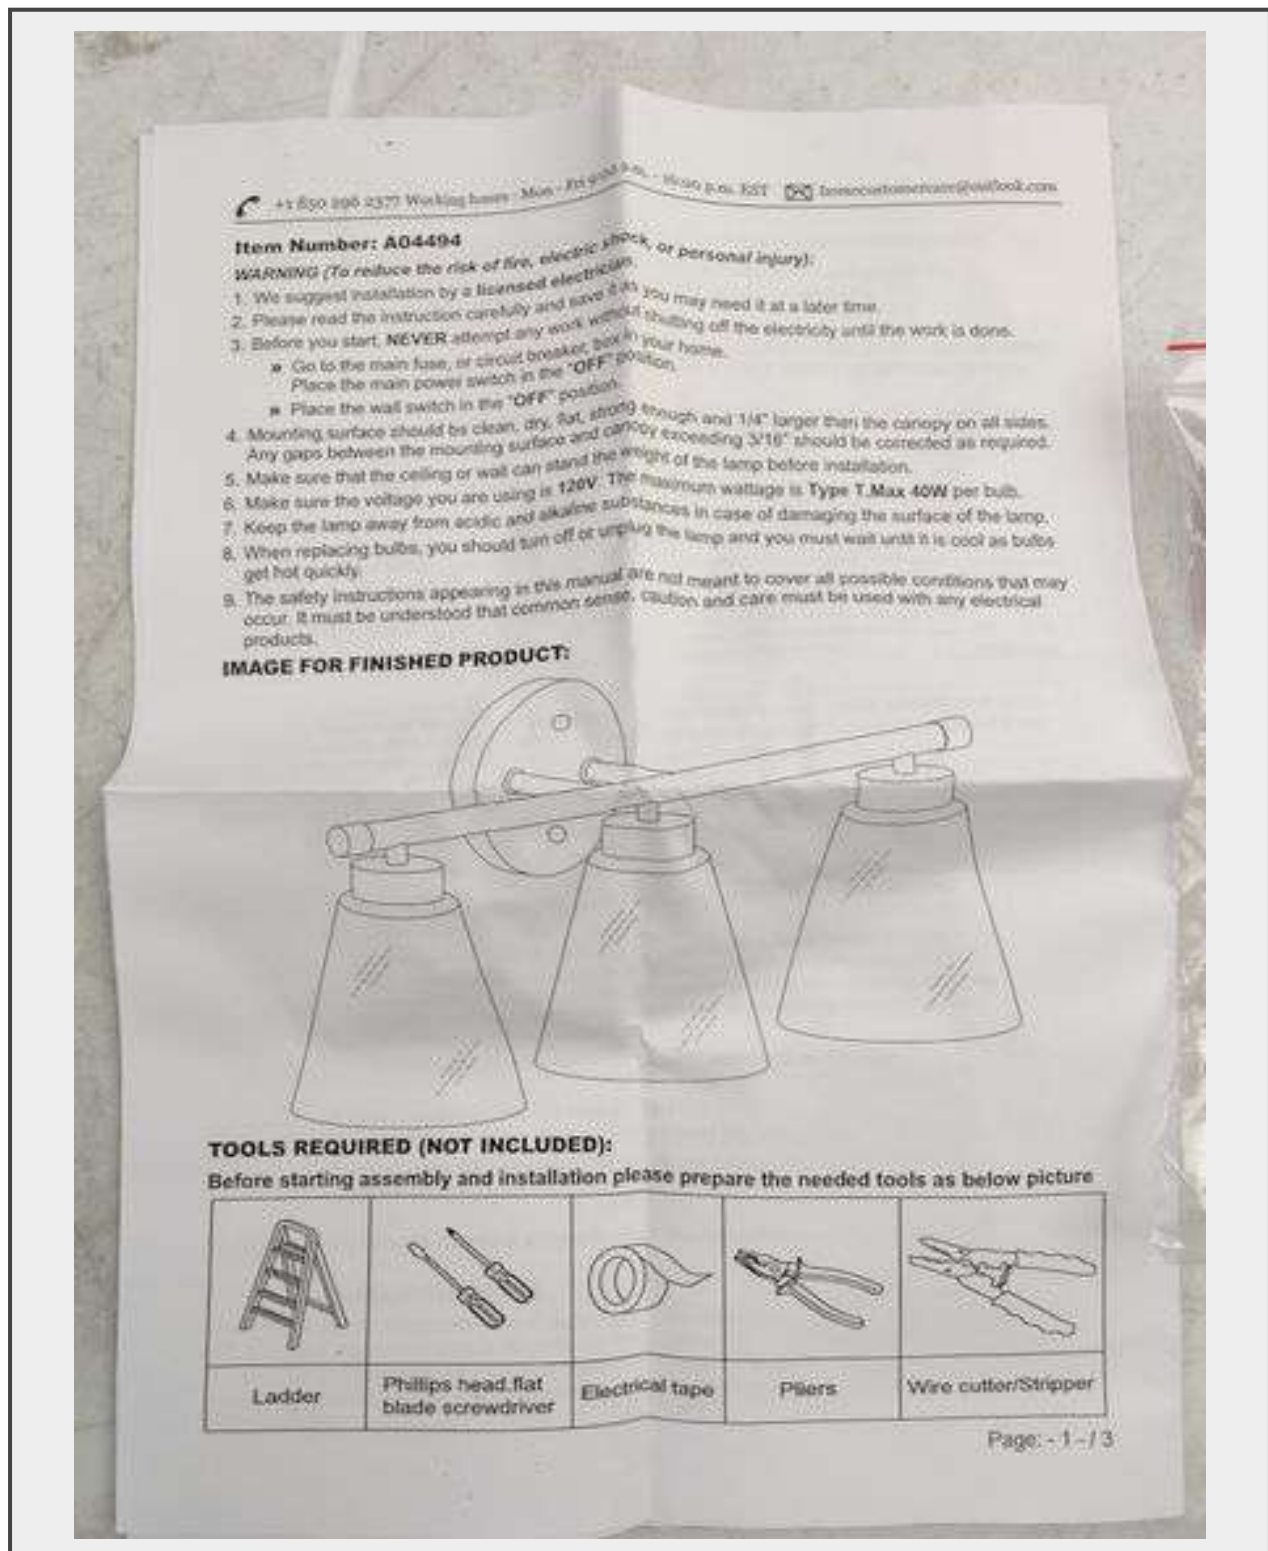 +1 650 296 2377 Working hours - Mon - Fri 9:00 a.m. - 16:00 p.m. EST
Item Number: A04494
WARNING (To reduce the risk of fire, electric shock, or personal injury):
1. We suggest installation by a licensed electrician.
2. Please read the instruction carefully and save it as you may need it at a later time.
3. Before you start, NEVER attempt any work without shutting off the electricity until the work is done.
» Go to the main fuse, or circuit breaker, box in your home.
Place the main power switch in the "OFF" position.
» Place the wall switch in the "OFF" position.
4. Mounting surface should be clean, dry, flat, strong enough and 1/4" larger then the canopy on all sides.
Any gaps between the mounting surface and canopy exceeding 3/16" should be corrected as required.
5. Make sure that the ceiling or wall can stand the weight of the lamp before installation.
6. Make sure the voltage you are using is 120V. The maximum wattage is Type T.Max 40W per bulb.
7. Keep the lamp away from acidic and alkaline substances in case of damaging the surface of the lamp.
8. When replacing bulbs, you should turn off or unplug the lamp and you must wait until it is cool as bulbs
get hot quickly.
9. The safety instructions appearing in this manual are not meant to cover all possible conditions that may
occur. It must be understood that common sense, caution and care must be used with any electrical
products.
IMAGE FOR FINISHED PRODUCT:
TOOLS REQUIRED (NOT INCLUDED):
Before starting assembly and installation please prepare the needed tools as below picture
Ladder
Phillips head.flat
blade screwdriver
Electrical tape
Pliers
Wire cutter/Stripper
Page: - 1 - / 3